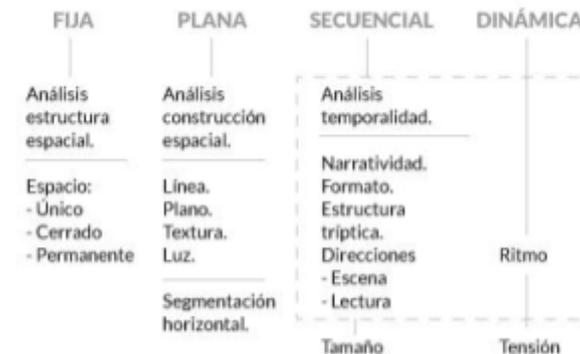 FIJA
Análisis
estructura
espacial.
Espacio:
- Único
- Cerrado
- Permanente
PLANA
Análisis
construcción
espacial.
Línea.
Plano.
Textura.
Luz.
Segmentación
horizontal.
SECUENCIAL
Análisis
temporalidad.
Narratividad.
Formato.
Estructura
tríptica.
Direcciones
- Escena
- Lectura
Tamaño
DINÁMICA
Ritmo
Tensión